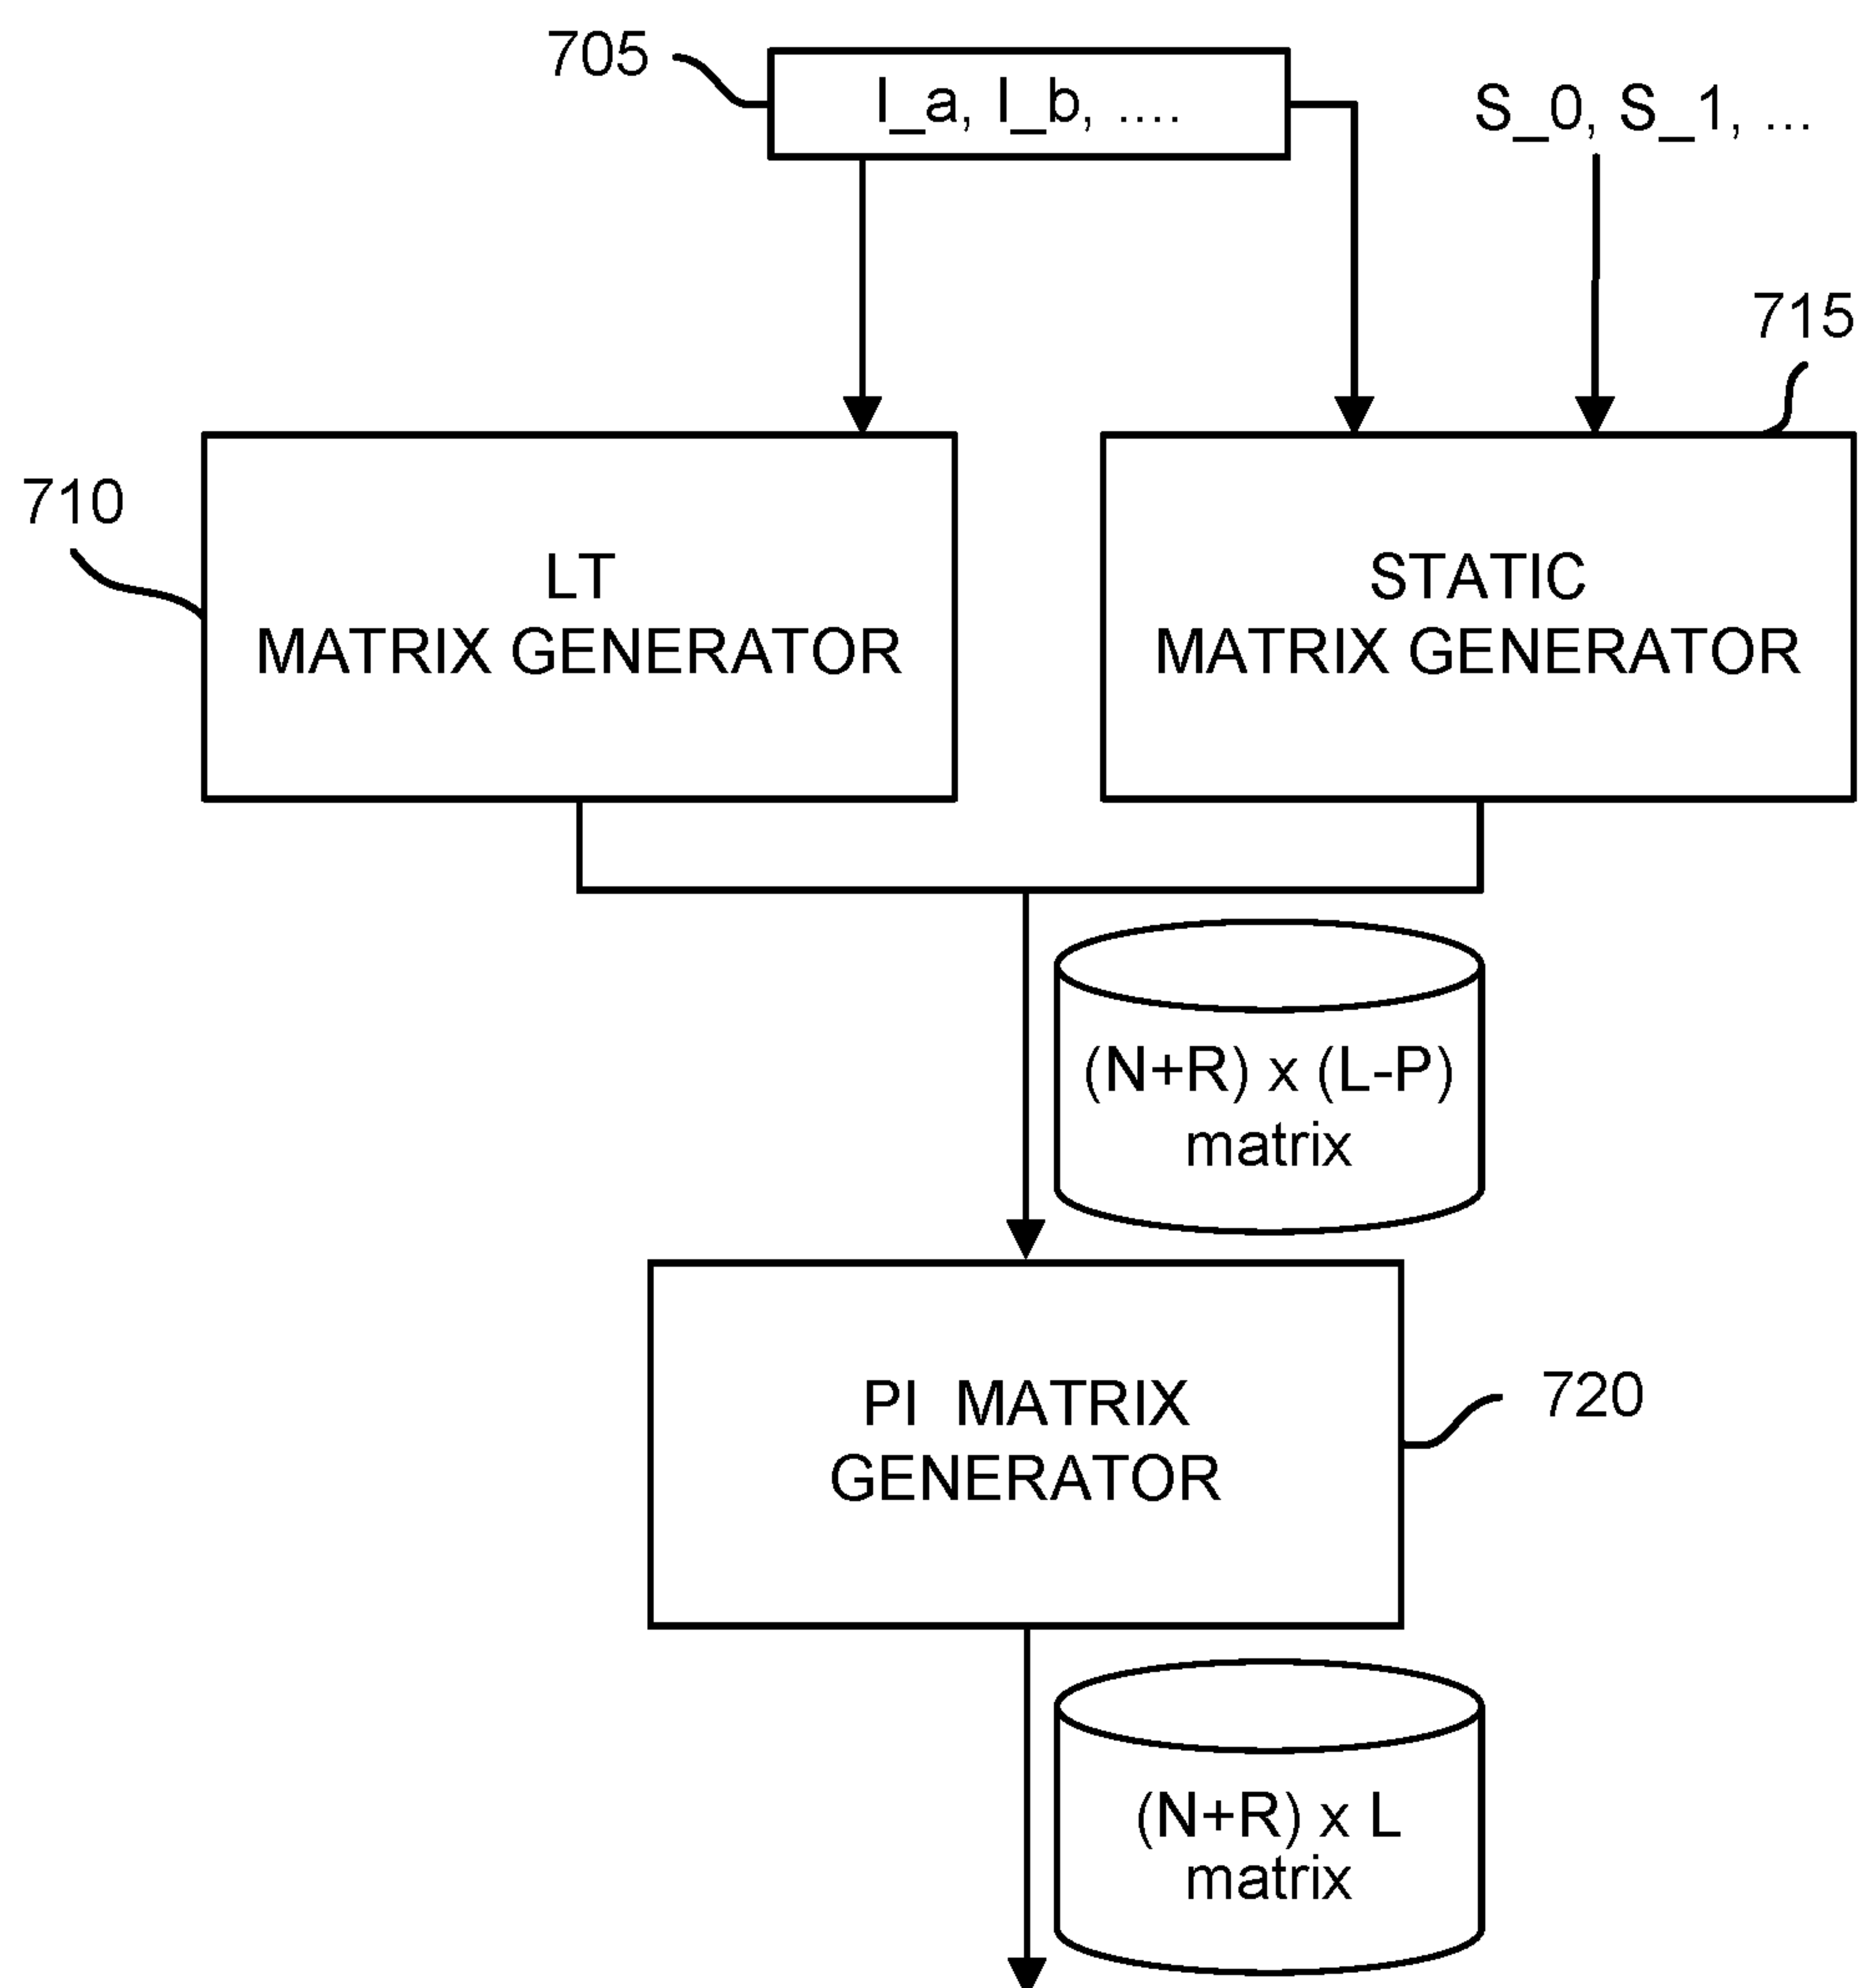 705
I_a, I_b, ....
S_0, S_1, ...
715
710
LT
MATRIX GENERATOR
STATIC
MATRIX GENERATOR
(N+R) x (L-P)
matrix
PI MATRIX
GENERATOR
720
(N+R) x L
matrix